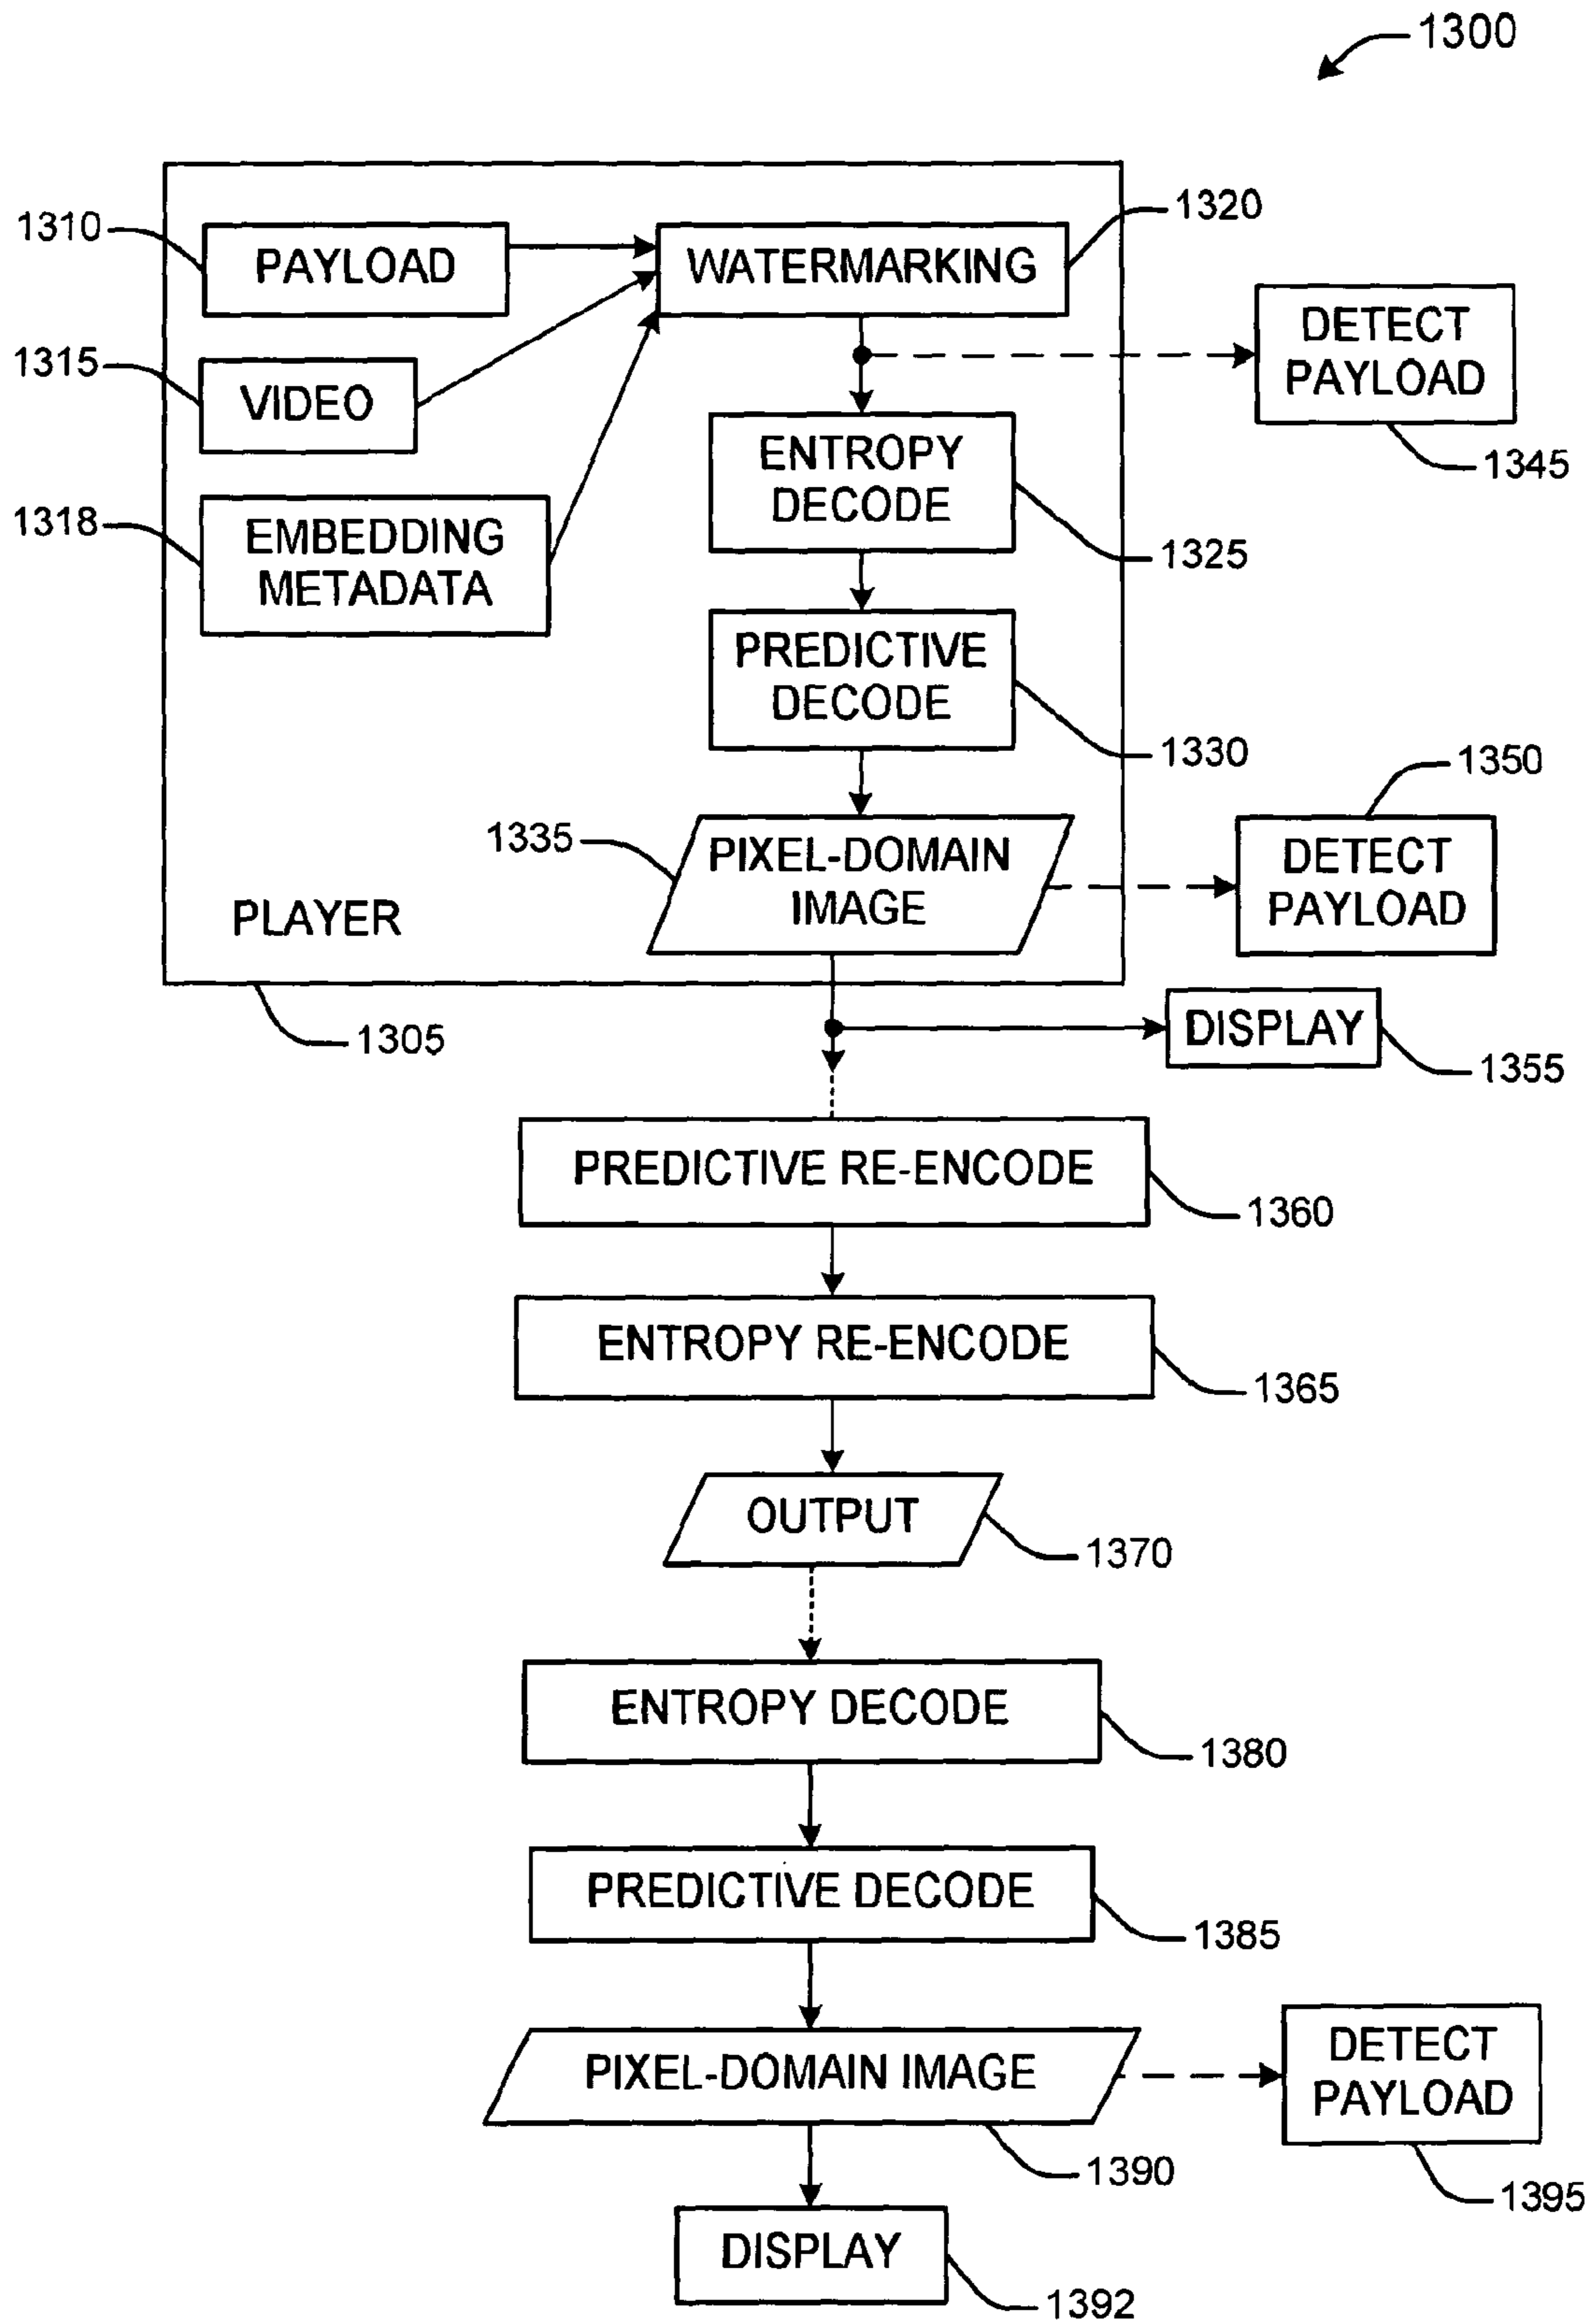 1300
1310
PAYLOAD
WATERMARKING
1320
1315
VIDEO
DETECT
PAYLOAD
1345
1318
EMBEDDING
METADATA
ENTROPY
DECODE
1325
PREDICTIVE
DECODE
1330
1350
1335
PIXEL-DOMAIN
IMAGE
DETECT
PAYLOAD
PLAYER
1305
DISPLAY
1355
PREDICTIVE RE-ENCODE
1360
ENTROPY RE-ENCODE
1365
OUTPUT
1370
ENTROPY DECODE
1380
PREDICTIVE DECODE
1385
PIXEL-DOMAIN IMAGE
1390
DETECT
PAYLOAD
1395
DISPLAY
1392